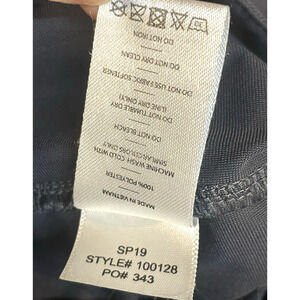 MADE IN VIETNAM
100% POLYESTER
MACHINE WASH COLD WITH
SIMILAR COLORS ONLY
DO NOT BLEACH
DO NOT TUMBLE DRY
(LINE DRY ONLY)
DO NOT USE FABRIC SOFTENER
DO NOT DRY CLEAN
DO NOT IRON
SP19
STYLE# 100128
PO# 343